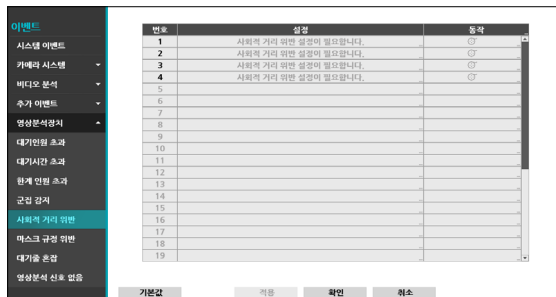 이벤트
시스템 이벤트
카메라 시스템
비디오 분석
추가 이벤트
영상분석장치
대기인원 초과
대기시간 초과
한계 인원 초과
군집 감지
사회적 거리 위반
마스크 규정 위반
대기줄 혼잡
영상분석 신호 없음
번호 설정 동작
1 사회적 거리 위반 설정이 필요합니다.
2 사회적 거리 위반 설정이 필요합니다.
3 사회적 거리 위반 설정이 필요합니다.
4 사회적 거리 위반 설정이 필요합니다.
5
6
7
8
9
10
11
12
13
14
15
16
17
18
19
기본값 적용 확인 취소